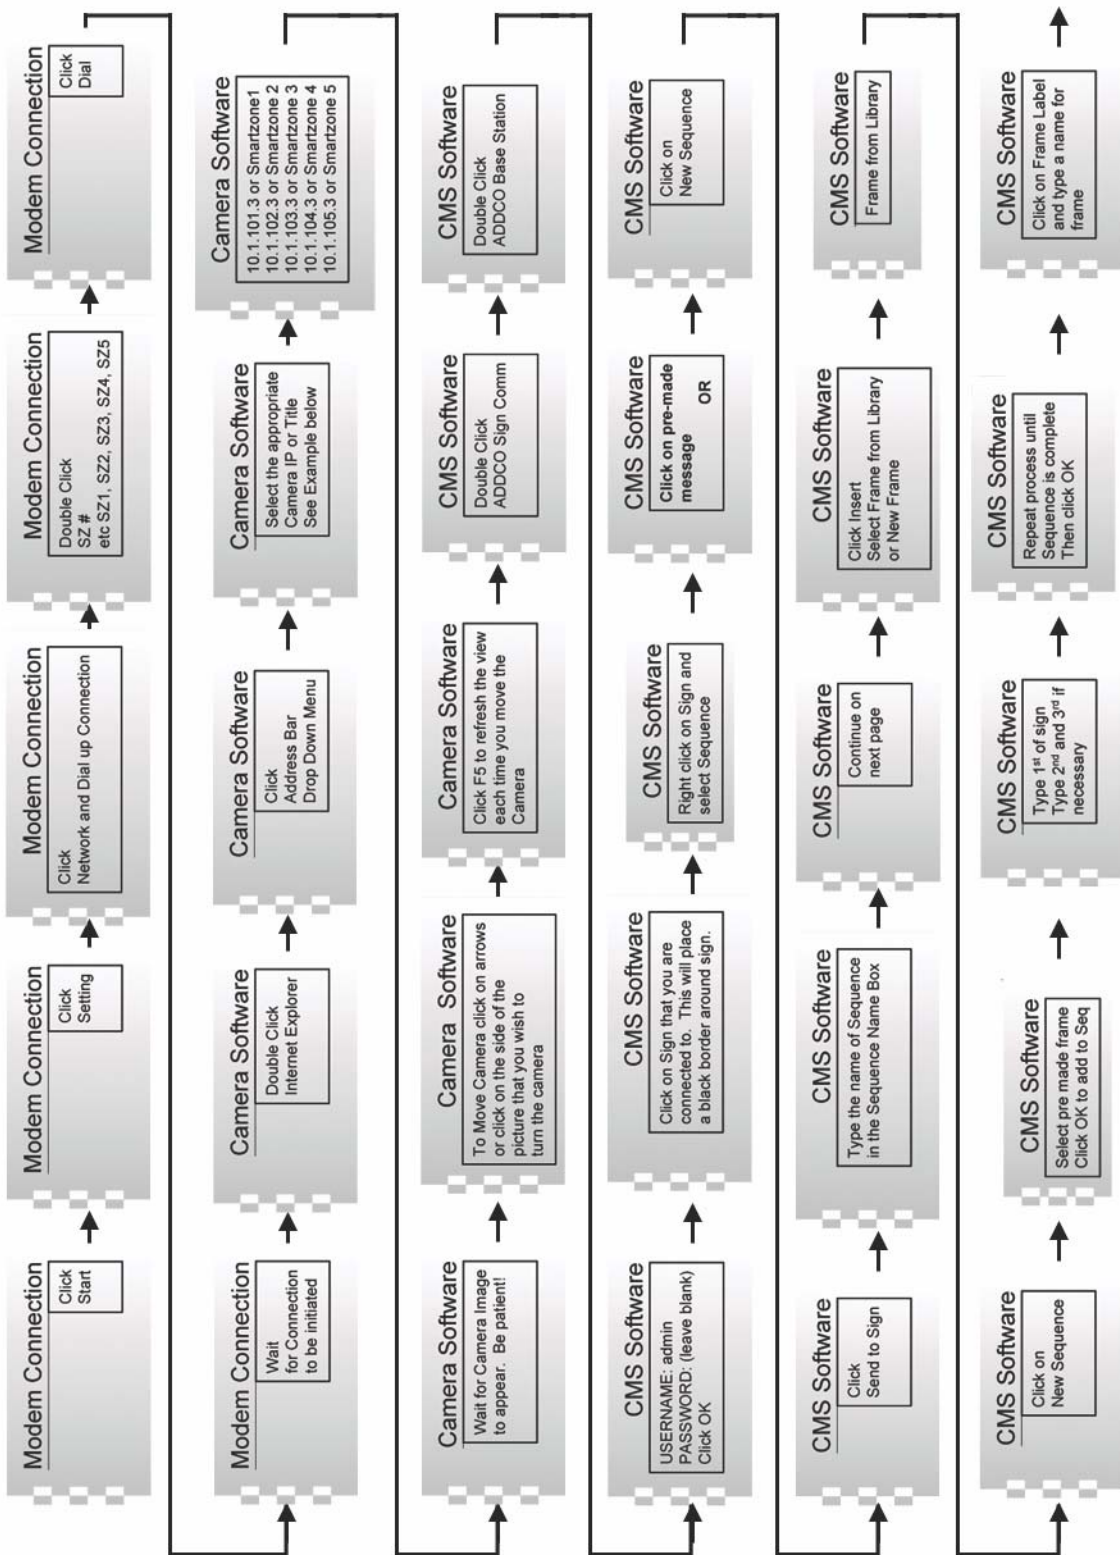 Modem Connection
Click
Start
Modem Connection
Click
Setting
Modem Connection
Click
Network and Dial up Connection
Modem Connection
Double Click
SZ #
etc SZ1, SZ2, SZ3, SZ4, SZ5
Modem Connection
Click
Dial
Modem Connection
Wait
for Connection
to be initiated
Camera Software
Double Click
Internet Explorer
Camera Software
Click
Address Bar
Drop Down Menu
Camera Software
Select the appropriate
Camera IP or Title
See Example below
Camera Software
10.1.101.3 or Smartzone1
10.1.102.3 or Smartzone 2
10.1.103.3 or Smartzone 3
10.1.104.3 or Smartzone 4
10.1.105.3 or Smartzone 5
Camera Software
Wait for Camera Image
to appear. Be patient!
Camera Software
To Move Camera click on arrows
or click on the side of the
picture that you wish to
turn the camera
Camera Software
Click F5 to refresh the view
each time you move the
Camera
CMS Software
Double Click
ADDCO Sign Comm
CMS Software
Double Click
ADDCO Base Station
CMS Software
USERNAME: admin
PASSWORD: (leave blank)
Click OK
CMS Software
Click on Sign that you are
connected to. This will place
a black border around sign.
CMS Software
Right click on Sign and
select Sequence
CMS Software
Click on pre-made
message OR
CMS Software
Click on
New Sequence
CMS Software
Click
Send to Sign
CMS Software
Type the name of Sequence
in the Sequence Name Box
CMS Software
Continue on
next page
CMS Software
Click Insert
Select Frame from Library
or New Frame
CMS Software
Frame from Library
CMS Software
Click on
New Sequence
CMS Software
Select pre made frame
Click OK to add to Seq
CMS Software
Type 1st of sign
Type 2nd and 3rd if
necessary
CMS Software
Repeat process until
Sequence is complete
Then click OK
CMS Software
Click on Frame Label
and type a name for
frame